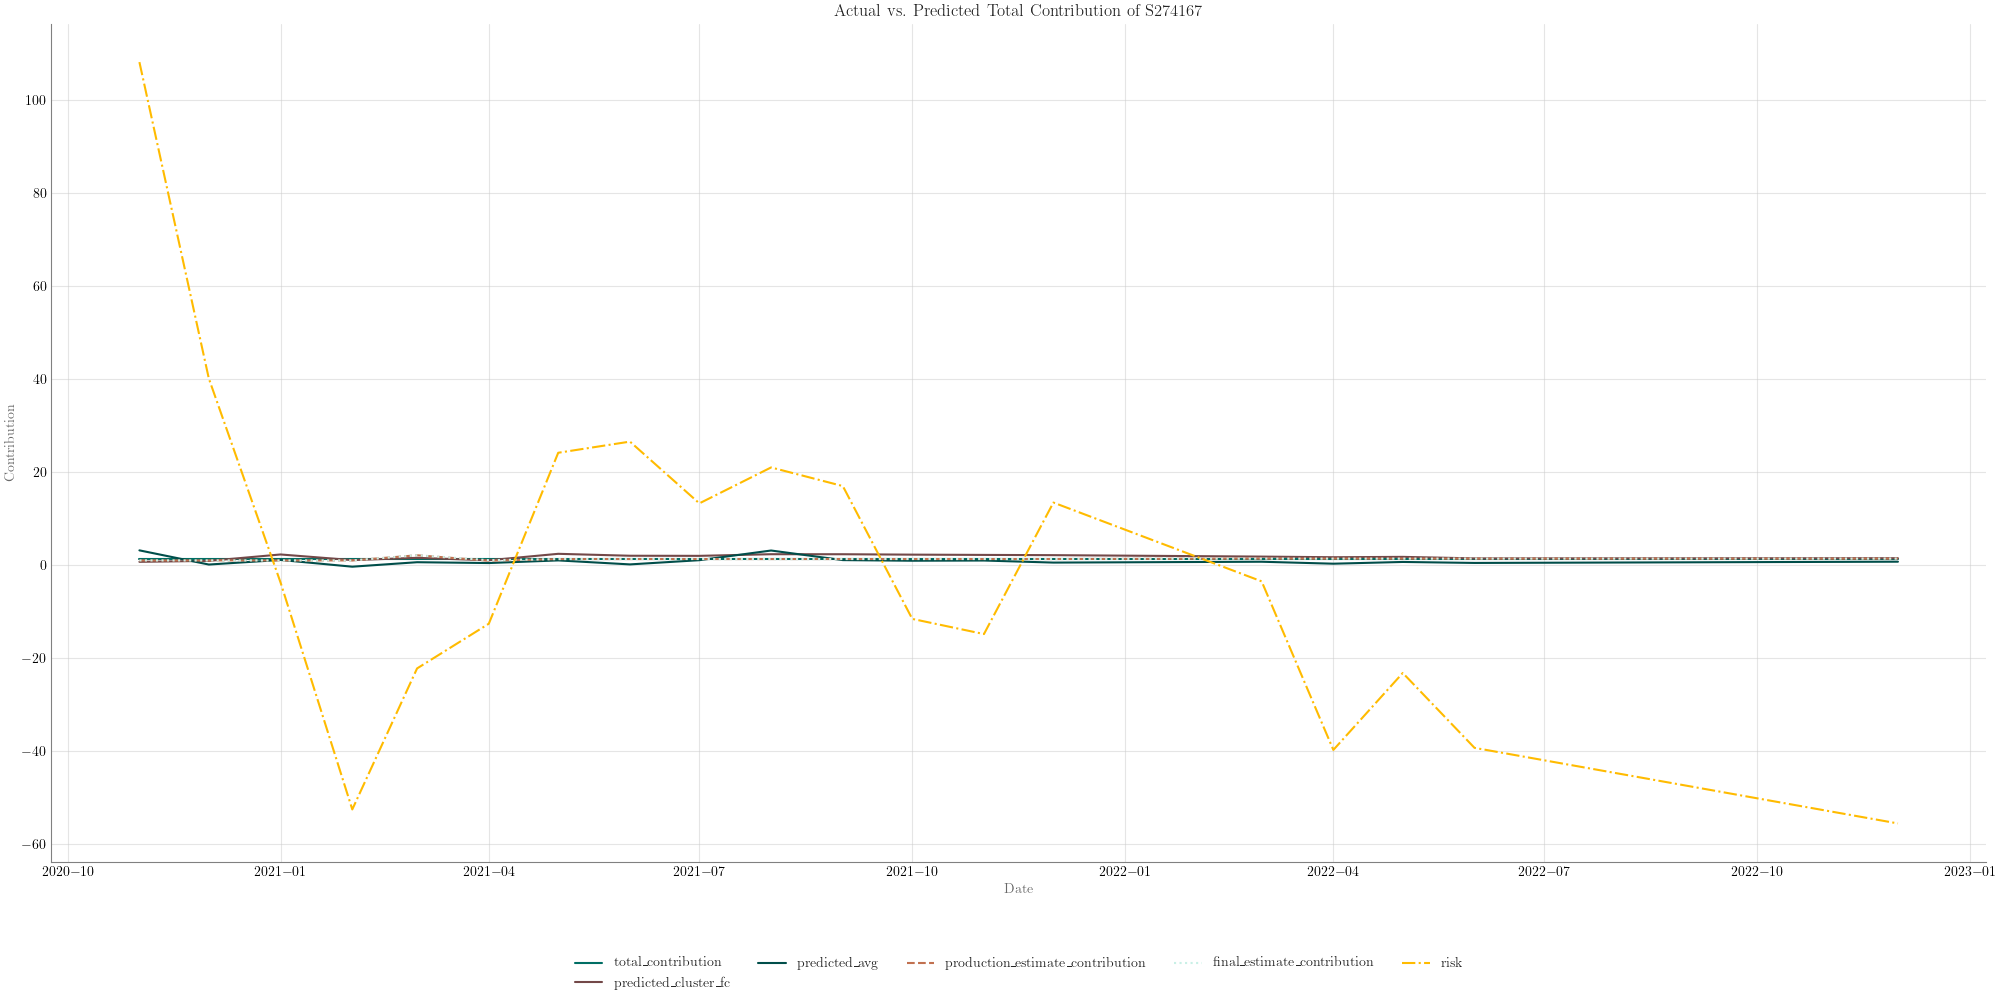 Actual vs. Predicted Total Contribution of S274167
Contribution
100
80
60
40
20
0
−20
−40
−60
2020−10 2021−01 2021−04 2021−07 2021−10 2022−01 2022−04 2022−07 2022−10 2023−01
Date
total_contribution predicted_avg production_estimate_contribution final_estimate_contribution risk
predicted_cluster_fc